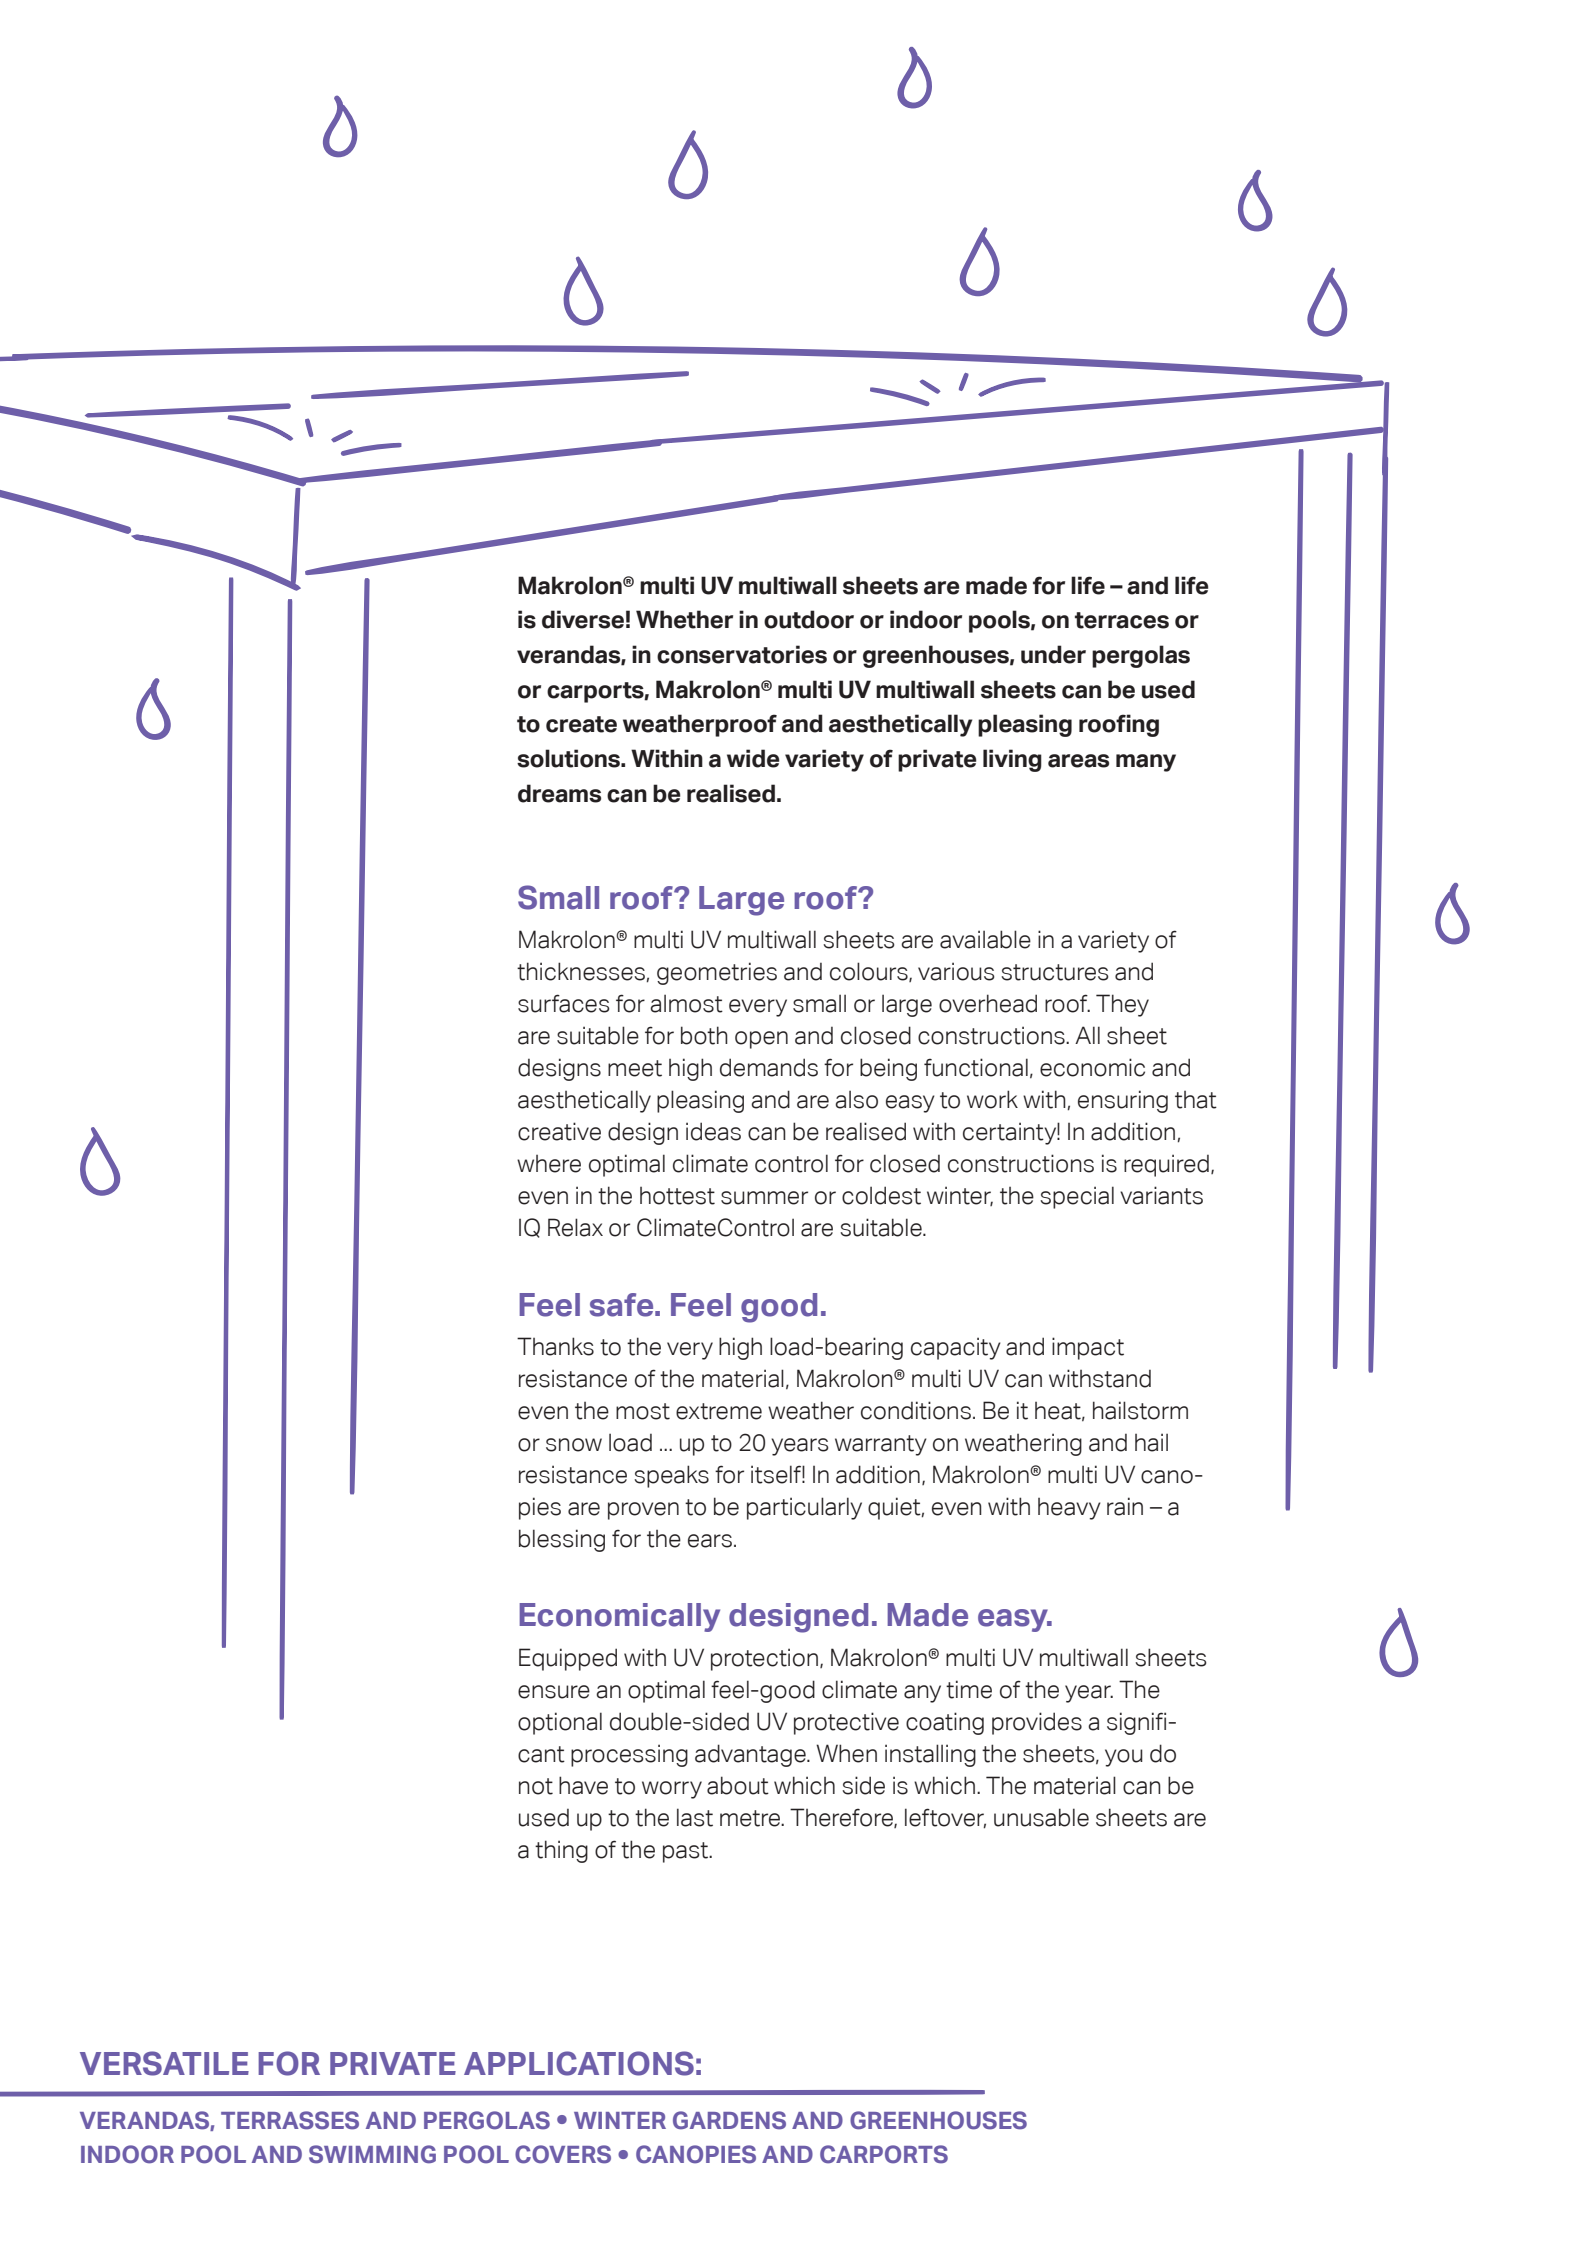 Makrolon® multi UV multiwall sheets are made for life – and life
is diverse! Whether in outdoor or indoor pools, on terraces or
verandas, in conservatories or greenhouses, under pergolas
or carports, Makrolon® multi UV multiwall sheets can be used
to create weatherproof and aesthetically pleasing roofing
solutions. Within a wide variety of private living areas many
dreams can be realised.
Small roof? Large roof?
Makrolon® multi UV multiwall sheets are available in a variety of
thicknesses, geometries and colours, various structures and
surfaces for almost every small or large overhead roof. They
are suitable for both open and closed constructions. All sheet
designs meet high demands for being functional, economic and
aesthetically pleasing and are also easy to work with, ensuring that
creative design ideas can be realised with certainty! In addition,
where optimal climate control for closed constructions is required,
even in the hottest summer or coldest winter, the special variants
IQ Relax or ClimateControl are suitable.
Feel safe. Feel good.
Thanks to the very high load-bearing capacity and impact
resistance of the material, Makrolon® multi UV can withstand
even the most extreme weather conditions. Be it heat, hailstorm
or snow load ... up to 20 years warranty on weathering and hail
resistance speaks for itself! In addition, Makrolon® multi UV cano-
pies are proven to be particularly quiet, even with heavy rain – a
blessing for the ears.
Economically designed. Made easy.
Equipped with UV protection, Makrolon® multi UV multiwall sheets
ensure an optimal feel-good climate any time of the year. The
optional double-sided UV protective coating provides a signifi-
cant processing advantage. When installing the sheets, you do
not have to worry about which side is which. The material can be
used up to the last metre. Therefore, leftover, unusable sheets are
a thing of the past.
VERSATILE FOR PRIVATE APPLICATIONS:
VERANDAS, TERRASSES AND PERGOLAS • WINTER GARDENS AND GREENHOUSES
INDOOR POOL AND SWIMMING POOL COVERS • CANOPIES AND CARPORTS